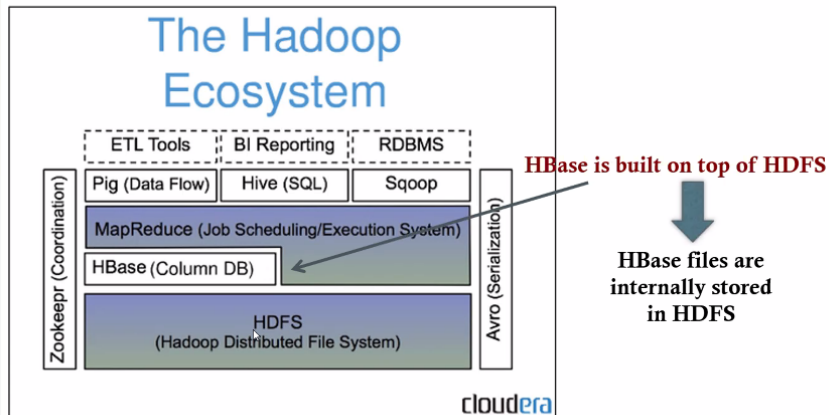 The Hadoop
Ecosystem
ETL Tools
BI Reporting
RDBMS
HBase is built on top of HDFS
Pig (Data Flow)
Hive (SQL)
Sqoop
Zookeepr (Coordination)
Avro (Serialization)
MapReduce (Job Scheduling/Execution System)
HBase (Column DB)
HBase files are
internally stored
in HDFS
HDFS
(Hadoop Distributed File System)
cloudera